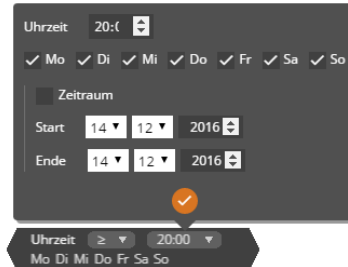 Uhrzeit 20:(
Mo Di Mi Do Fr Sa So
Zeitraum
Start 14 12 2016
Ende 14 12 2016
Uhrzeit ≥ 20:00
Mo Di Mi Do Fr Sa So